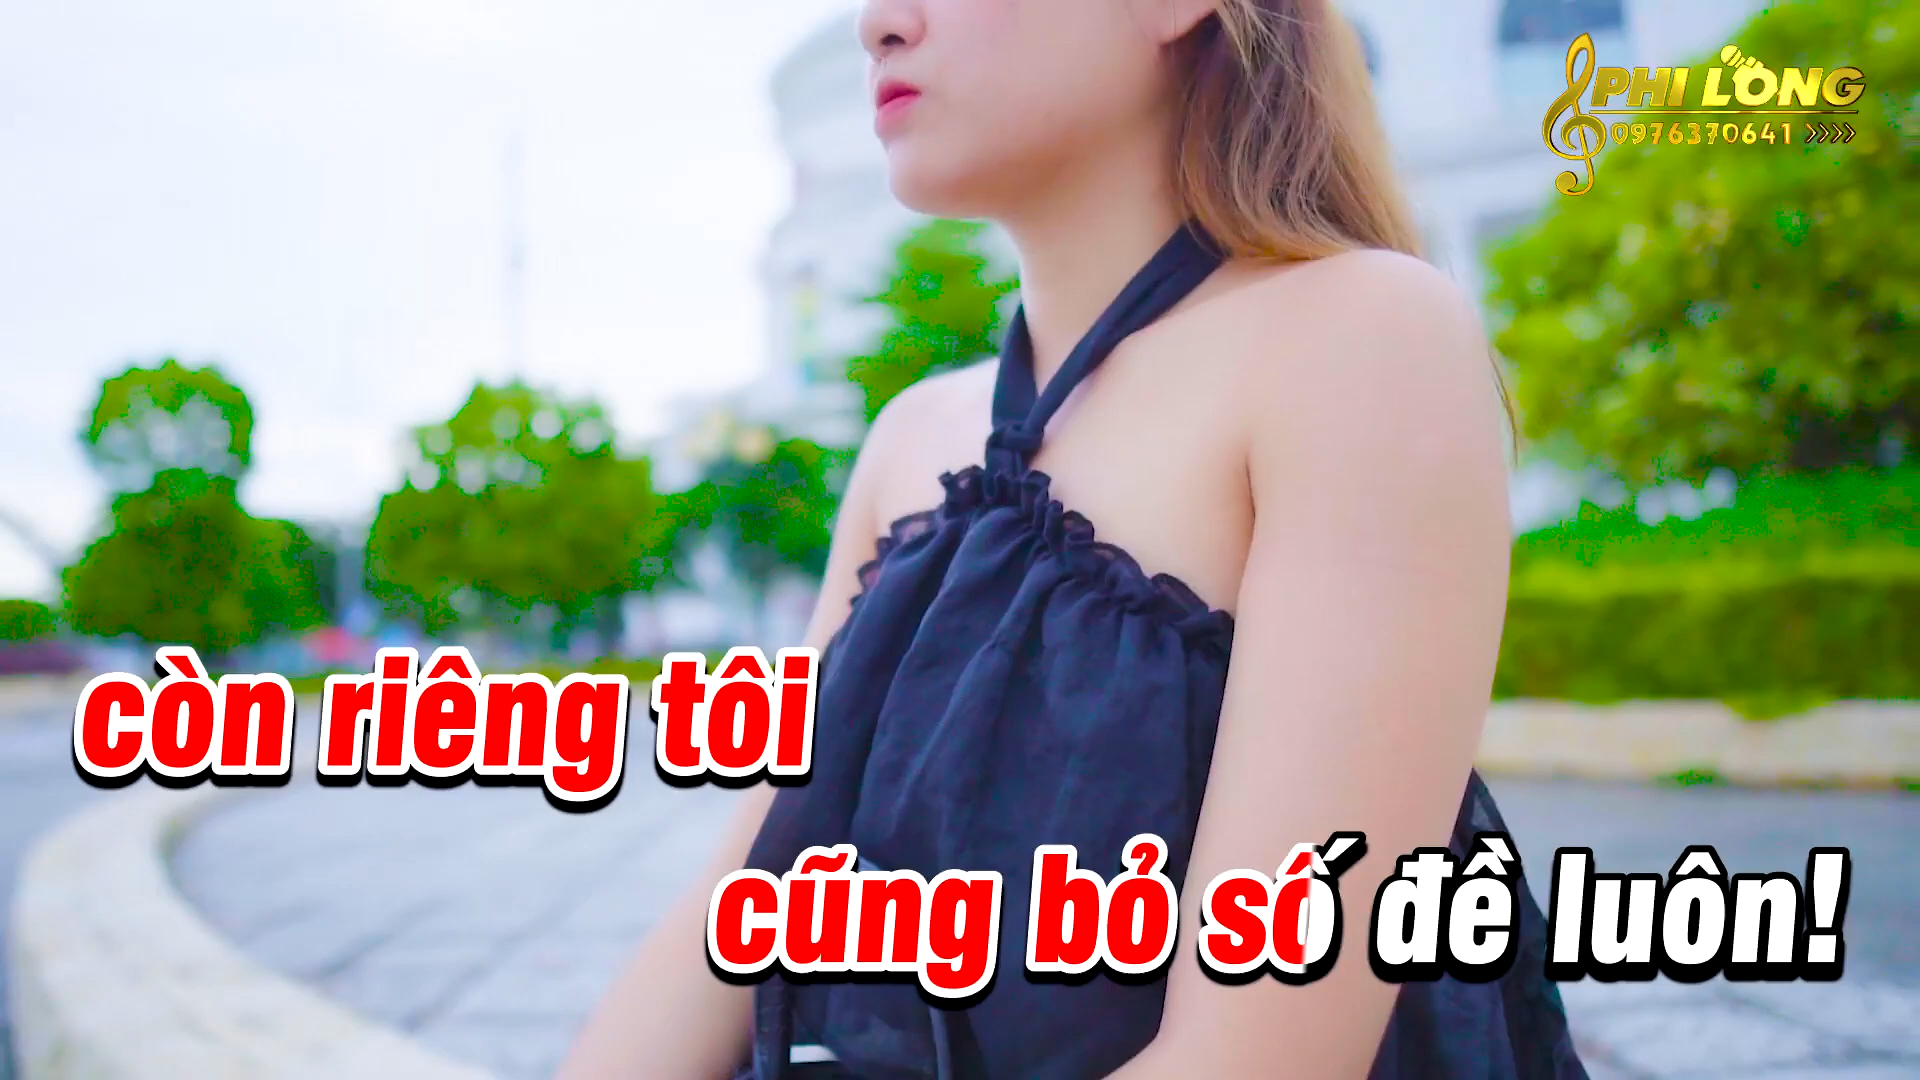 PHI LONG
0976370641 >>>>
còn riêng tôi
cũng bỏ số đề luôn!